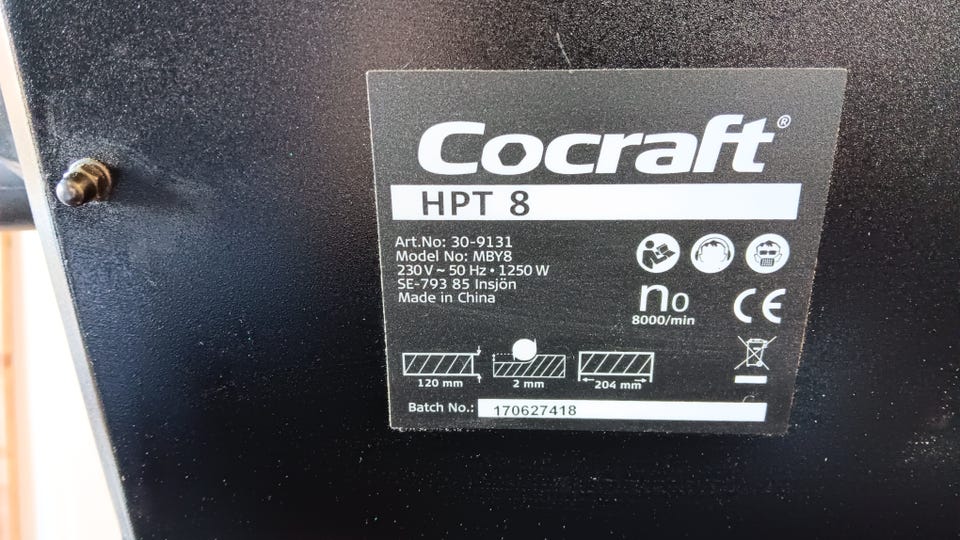 Cocraft®
HPT 8
Art.No: 30-9131
Model No: MBY8
230 V ~ 50 Hz • 1250 W
SE-793 85 Insjön
Made in China
n0
8000/min
CE
120 mm
2 mm
204 mm
Batch No.: 170627418